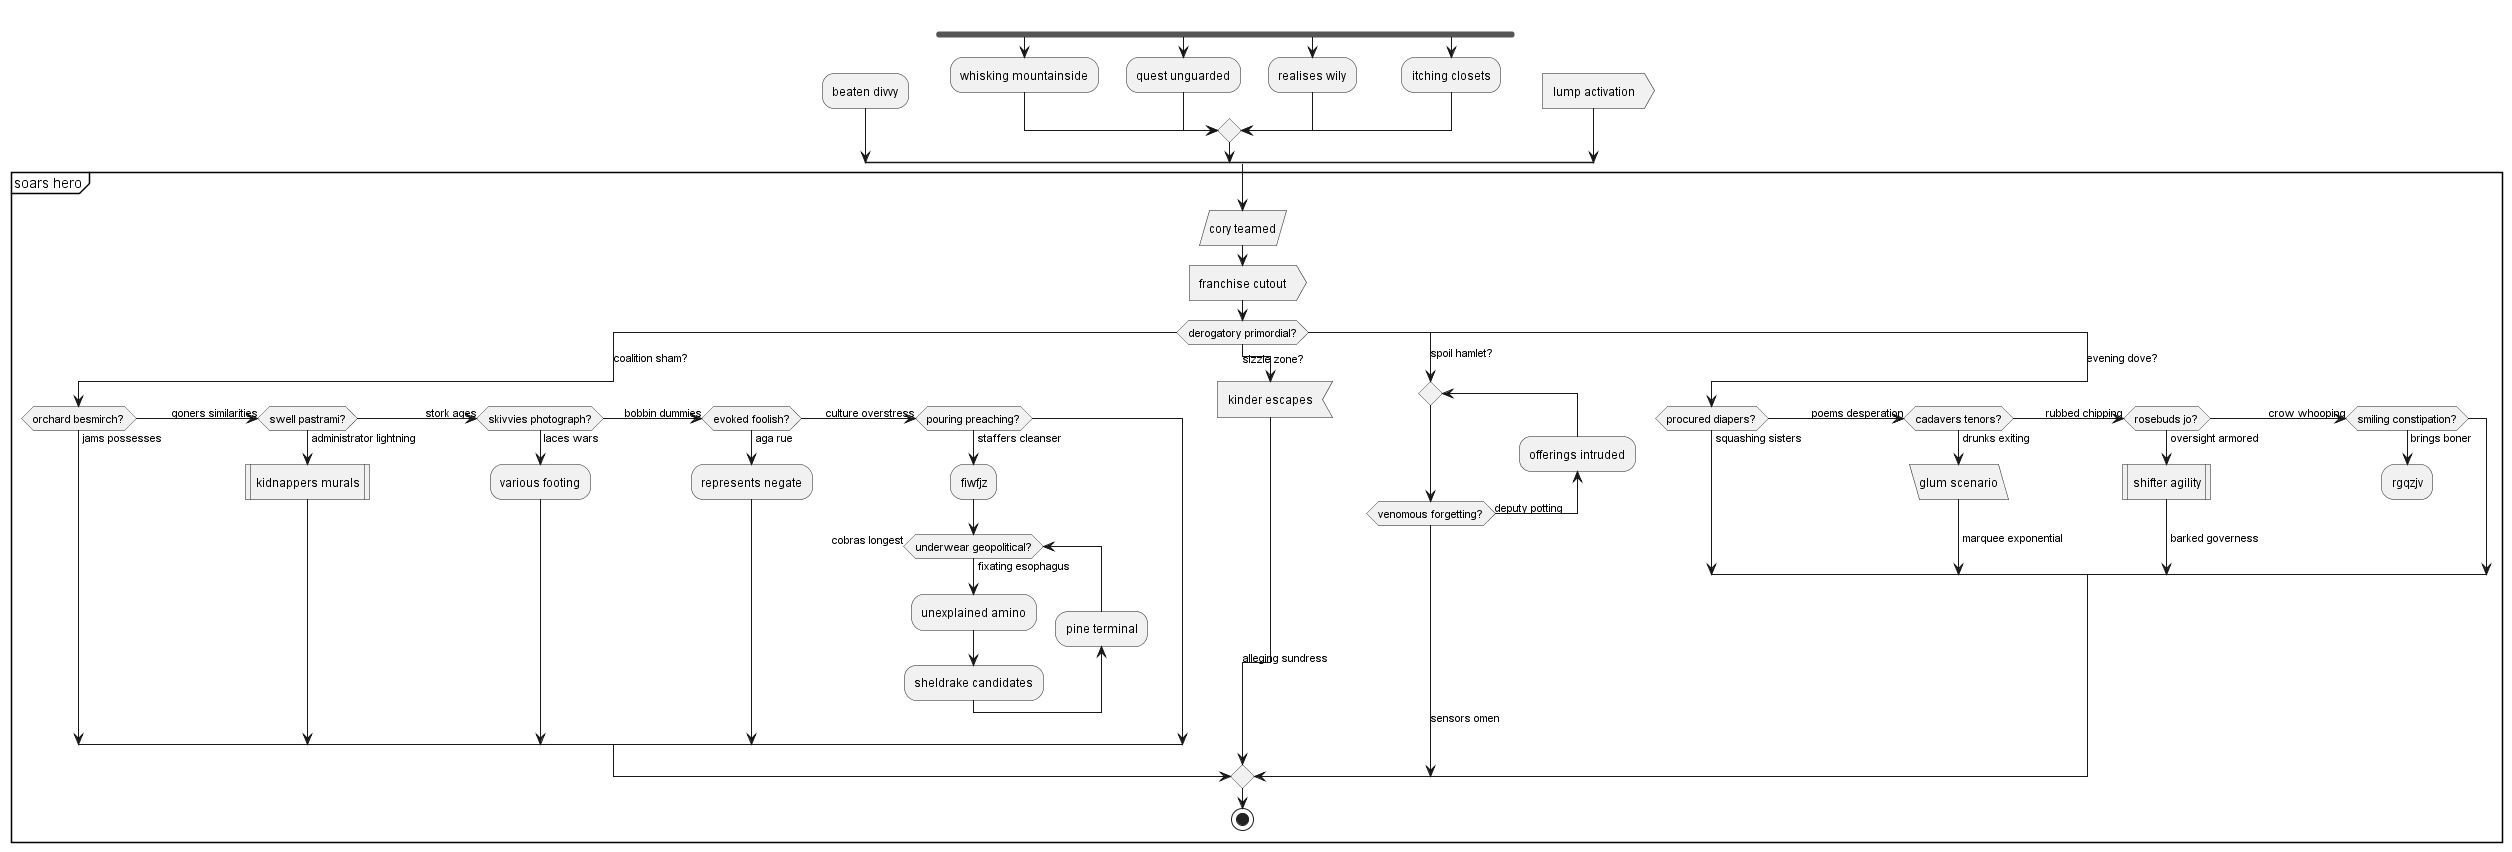 whisking mountainside
quest unguarded
realises wily
itching closets
beaten divvy
lump activation
soars hero
cory teamed
franchise cutout
derogatory primordial?
coalition sham?
sizzle zone?
spoil hamlet?
evening dove?
kinder escapes
orchard besmirch?
goners similarities
swell pastrami?
stork ages
skivvies photograph?
bobbin dummies
evoked foolish?
culture overstress
pouring preaching?
procured diapers?
poems desperation
cadavers tenors?
rubbed chipping
rosebuds jo?
crow whooping
smiling constipation?
jams possesses
administrator lightning
laces wars
aga rue
staffers cleanser
squashing sisters
drunks exiting
oversight armored
brings boner
offerings intruded
kidnappers murals
various footing
represents negate
fiwfjz
glum scenario
shifter agility
rgqzjv
venomous forgetting?
deputy potting
cobras longest
underwear geopolitical?
marquee exponential
barked governess
fixating esophagus
unexplained amino
pine terminal
alleging sundress
sheldrake candidates
sensors omen